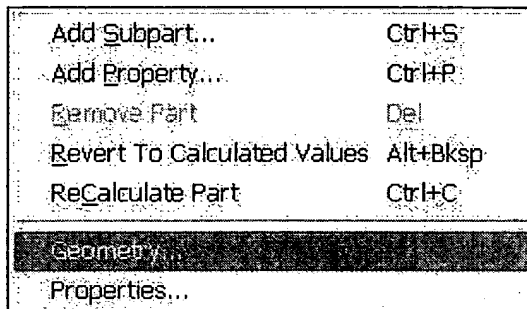 Add Subpart... Ctrl+S
Add Property... Ctrl+P
Remove Part Del
Revert To Calculated Values Alt+Bksp
ReCalculate Part Ctrl+C
Geometry...
Properties...